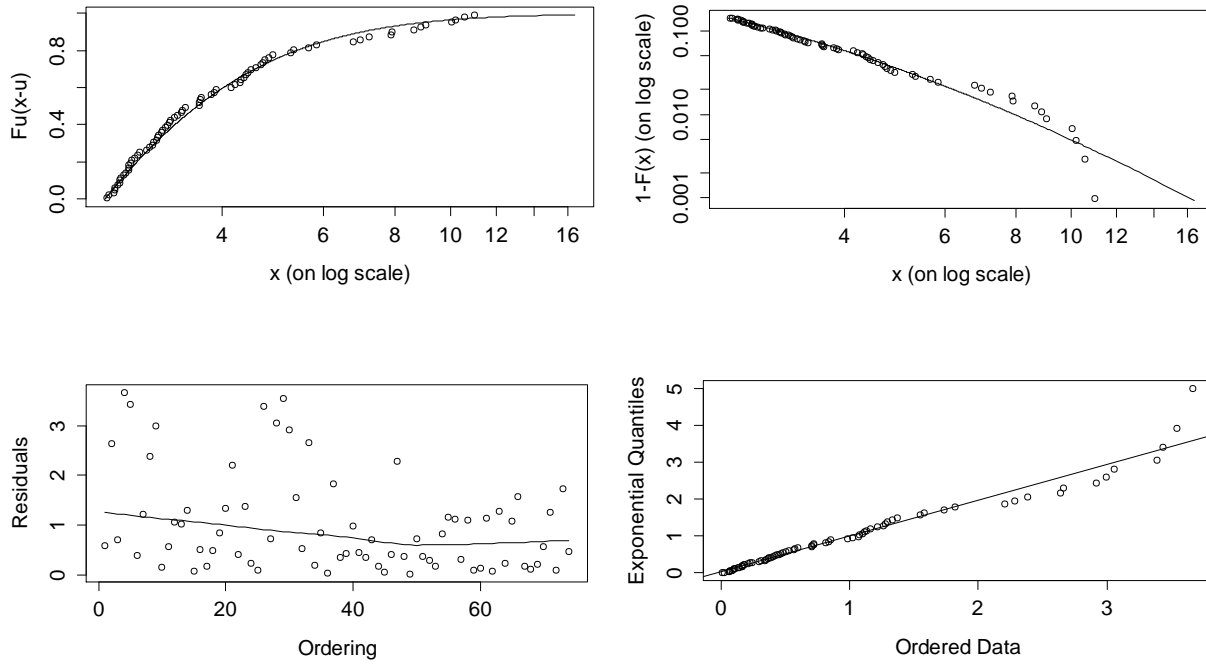 Fu(x-u)
0.0 0.4 0.8
4 6 8 10 12 16
x (on log scale)
1-F(x) (on log scale)
0.001 0.010 0.100
4 6 8 10 12 16
x (on log scale)
Residuals
0 1 2 3
0 20 40 60
Ordering
Exponential Quantiles
0 1 2 3 4 5
0 1 2 3
Ordered Data